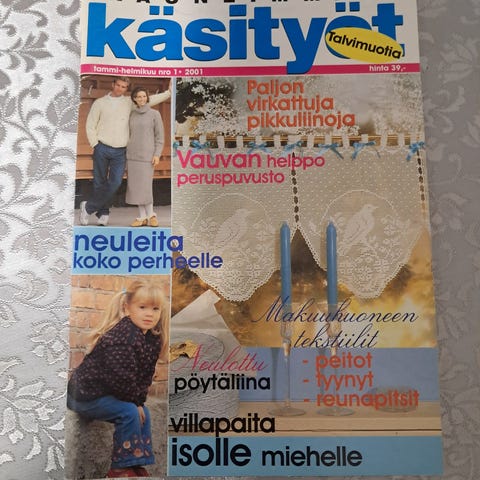 käsityöt
Talvimuotia
tammi-helmikuu nro 1 • 2001
hinta 39,-
Paljon
virkattuja
pikkuliinoja
Vauvan helppo
peruspuvusto
neuleita
koko perheelle
Makuuhuoneen
tekstiilit
- peitot
- tyynyt
- reunapitsit
Neulottu
pöytäliina
villapaita
isolle miehelle